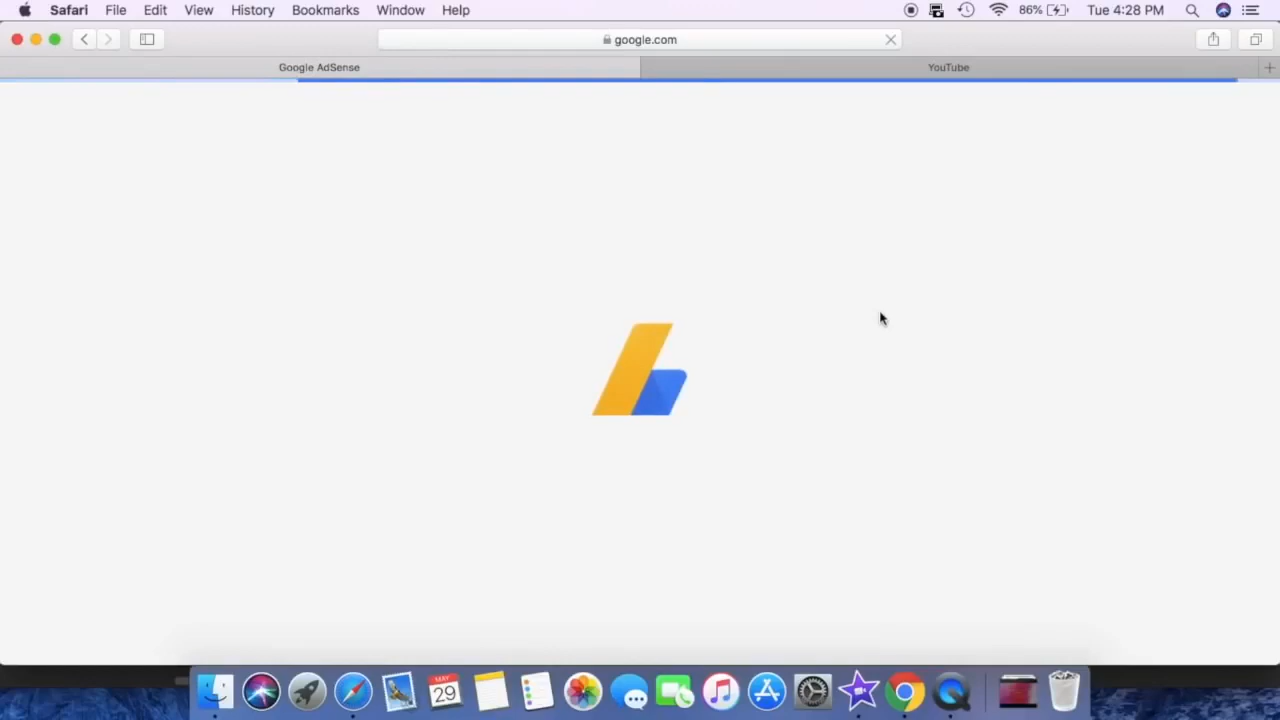 Safari File Edit View History Bookmarks Window Help 86% Tue 4:28 PM
google.com
Google AdSense YouTube
MAY
29